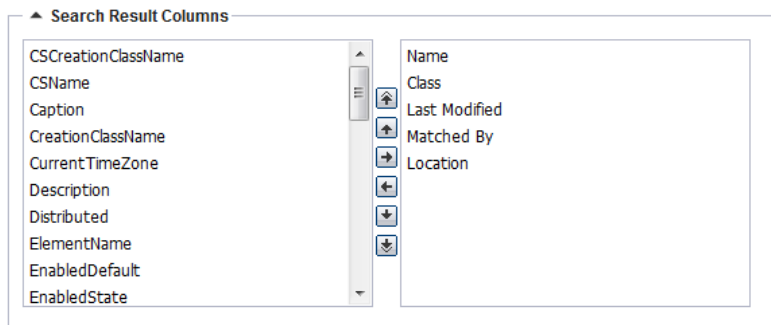 Search Result Columns
CSCreationClassName
CSName
Caption
CreationClassName
CurrentTimeZone
Description
Distributed
ElementName
EnabledDefault
EnabledState
Name
Class
Last Modified
Matched By
Location